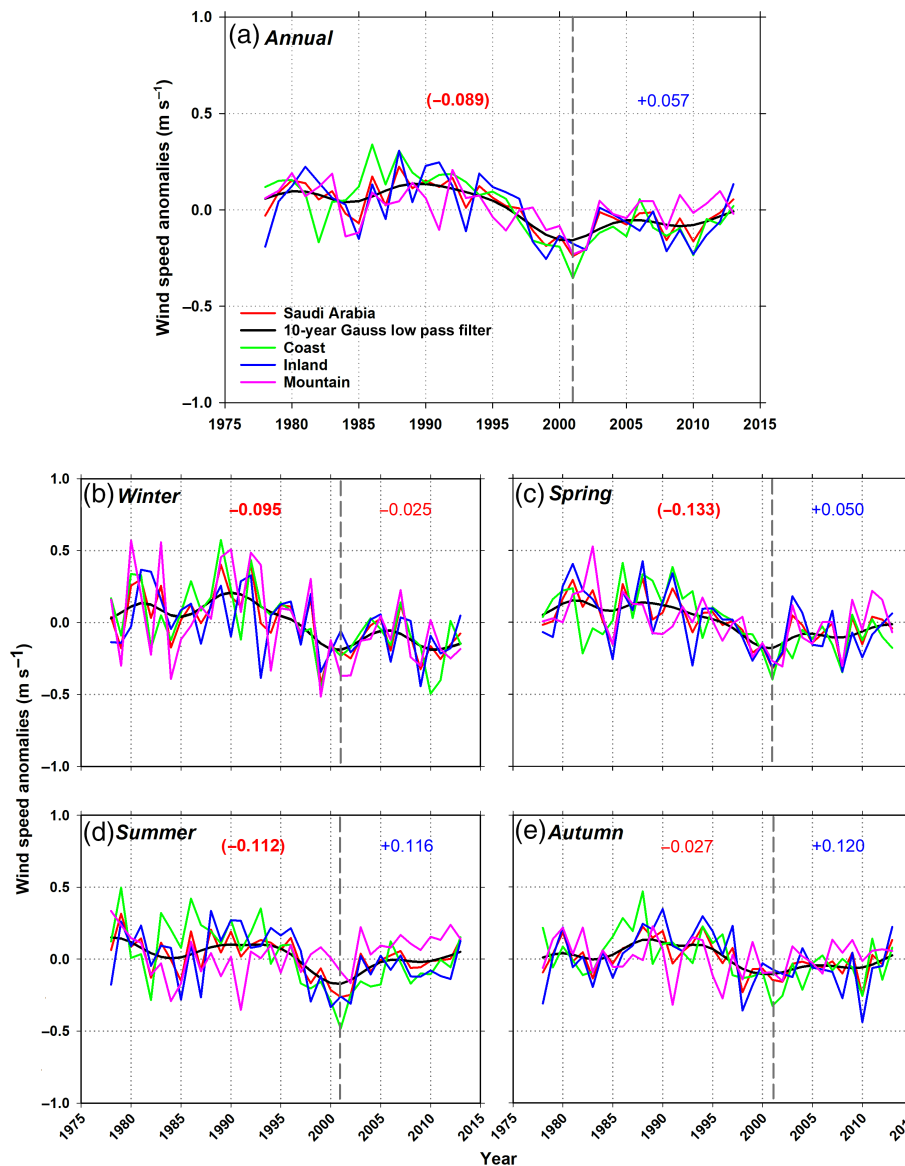 (a) Annual
Wind speed anomalies (m s−1)
1.0
0.5
0.0
−0.5
−1.0
(−0.089)
+0.057
Saudi Arabia
10-year Gauss low pass filter
Coast
Inland
Mountain
1975 1980 1985 1990 1995 2000 2005 2010 2015
Wind speed anomalies (m s−1)
(b) Winter
−0.095
−0.025
1.0
0.5
0.0
−0.5
−1.0
(c) Spring
(−0.133)
+0.050
(d) Summer
(−0.112)
+0.116
1.0
0.5
0.0
−0.5
−1.0
(e) Autumn
−0.027
+0.120
1975 1980 1985 1990 1995 2000 2005 2010 2015
1975 1980 1985 1990 1995 2000 2005 2010
Year